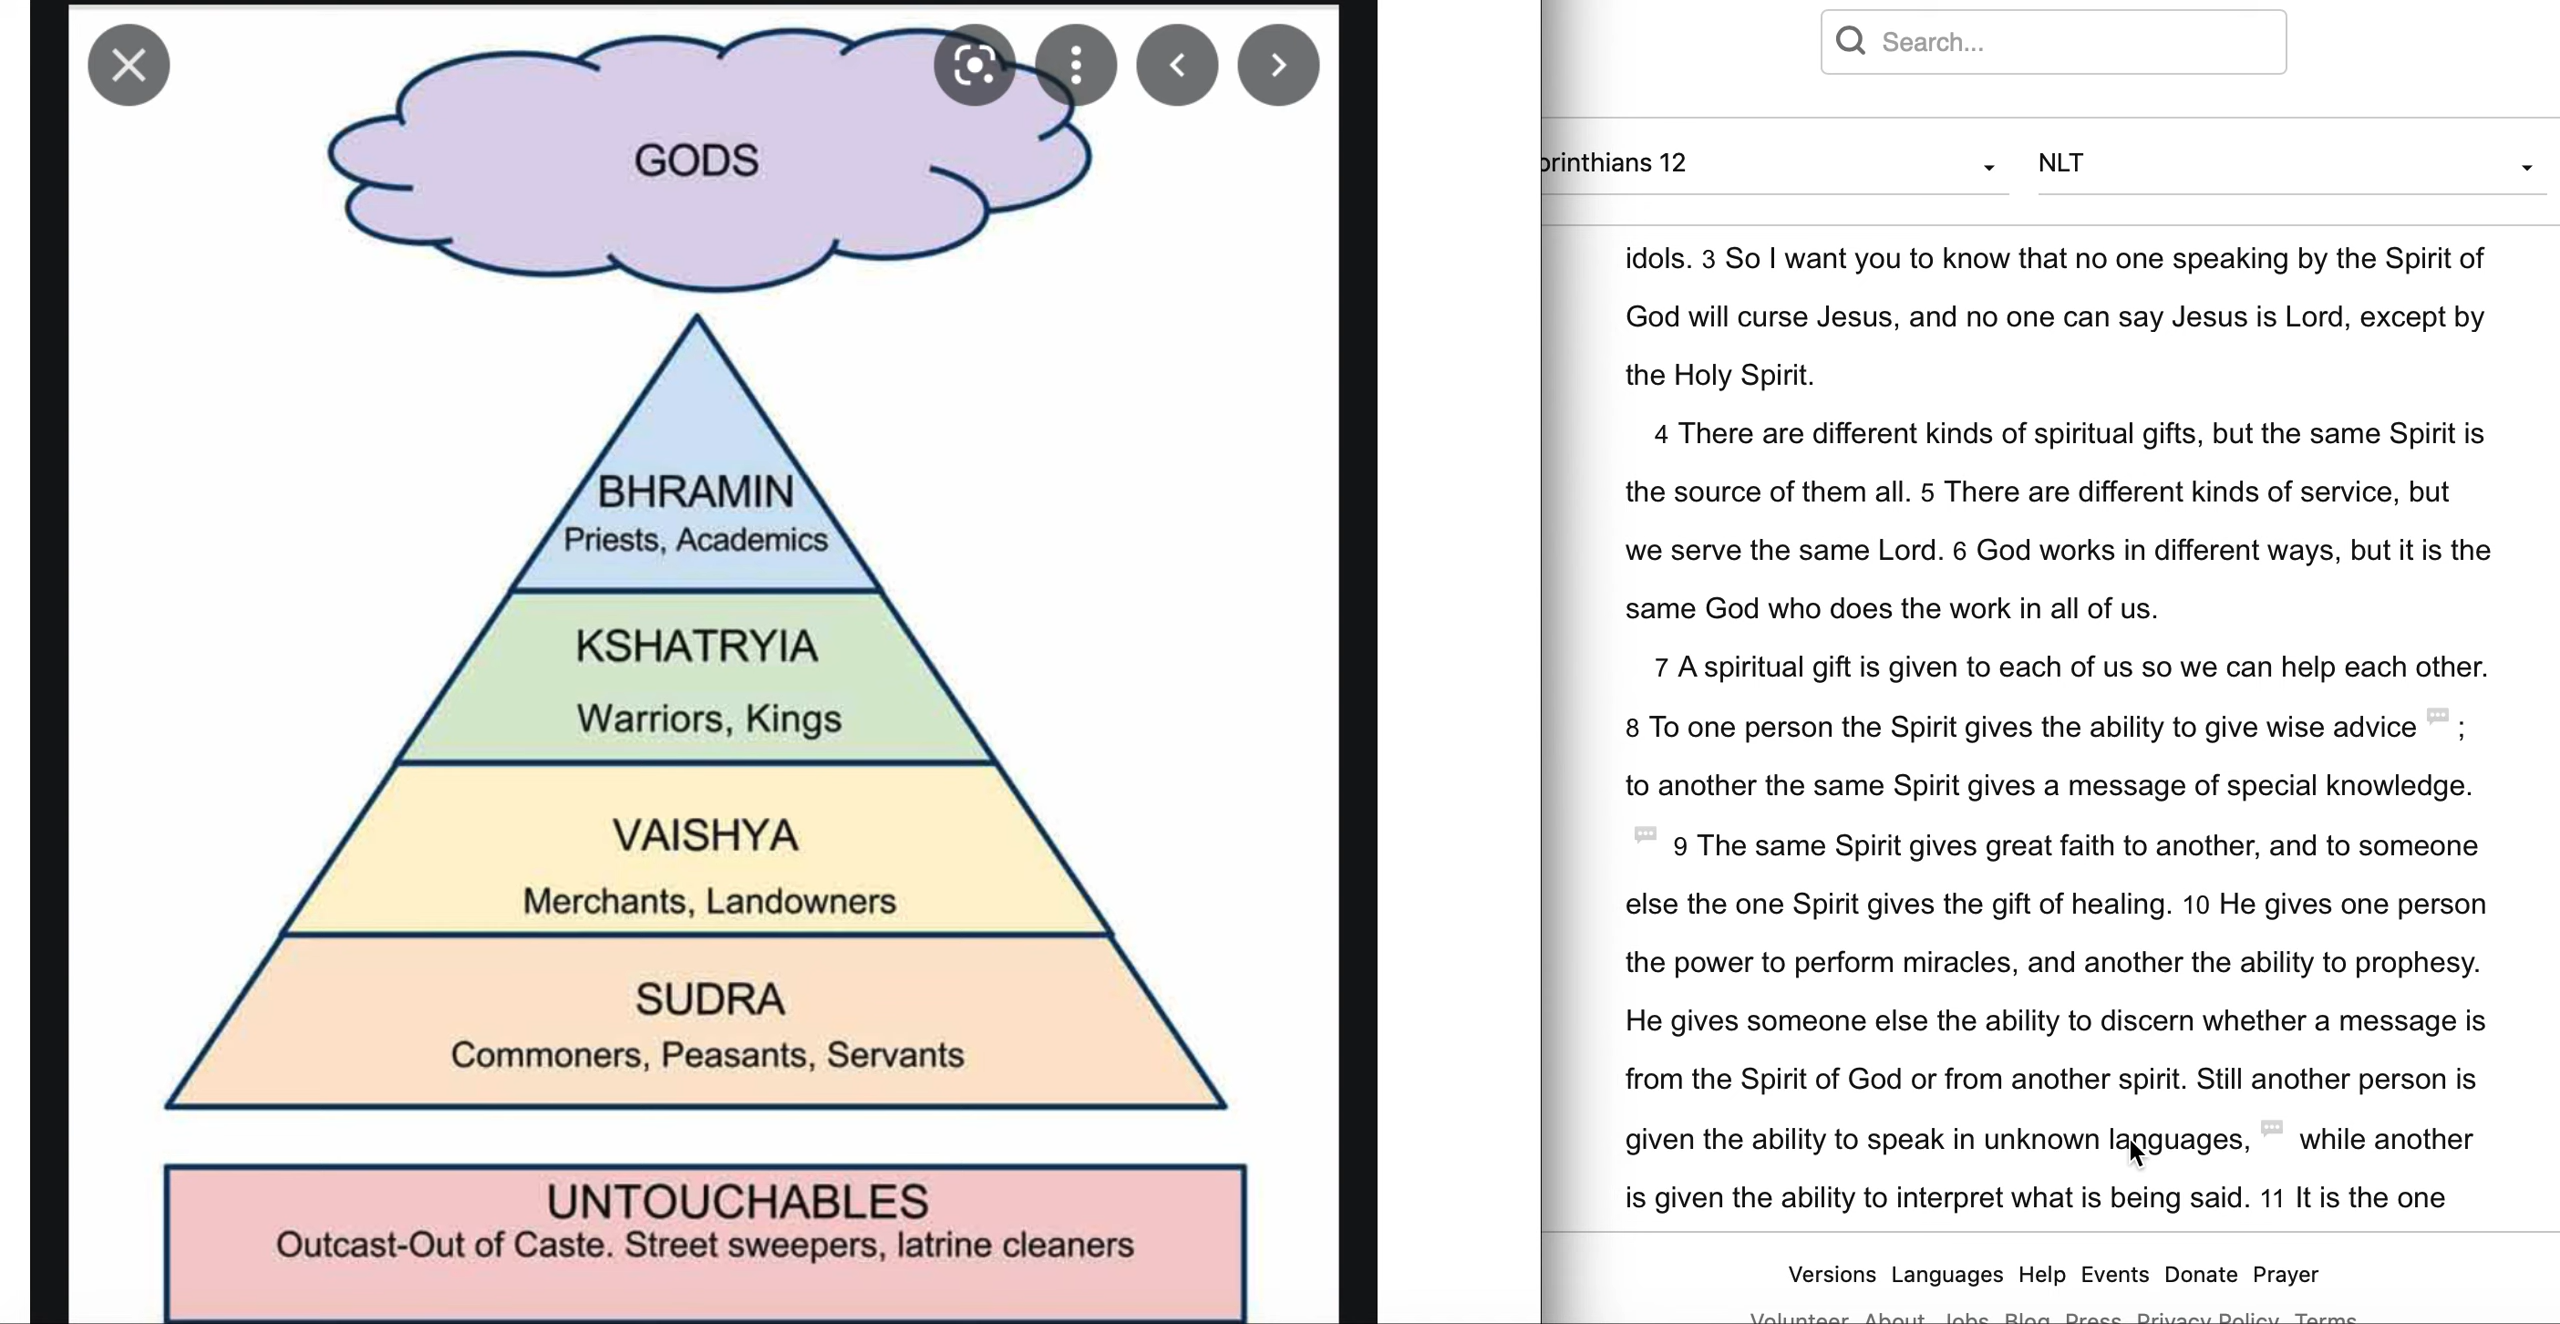 GODS
BHRAMIN
Priests, Academics
KSHATRYIA
Warriors, Kings
VAISHYA
Merchants, Landowners
SUDRA
Commoners, Peasants, Servants
UNTOUCHABLES
Outcast-Out of Caste. Street sweepers, latrine cleaners
Search...
orinthians 12
NLT
idols. 3 So I want you to know that no one speaking by the Spirit of
God will curse Jesus, and no one can say Jesus is Lord, except by
the Holy Spirit.
4 There are different kinds of spiritual gifts, but the same Spirit is
the source of them all. 5 There are different kinds of service, but
we serve the same Lord. 6 God works in different ways, but it is the
same God who does the work in all of us.
7 A spiritual gift is given to each of us so we can help each other.
8 To one person the Spirit gives the ability to give wise advice ;
to another the same Spirit gives a message of special knowledge.
9 The same Spirit gives great faith to another, and to someone
else the one Spirit gives the gift of healing. 10 He gives one person
the power to perform miracles, and another the ability to prophesy.
He gives someone else the ability to discern whether a message is
from the Spirit of God or from another spirit. Still another person is
given the ability to speak in unknown languages, while another
is given the ability to interpret what is being said. 11 It is the one
Versions Languages Help Events Donate Prayer
Volunteer About Jobs Blog Press Privacy Policy Terms